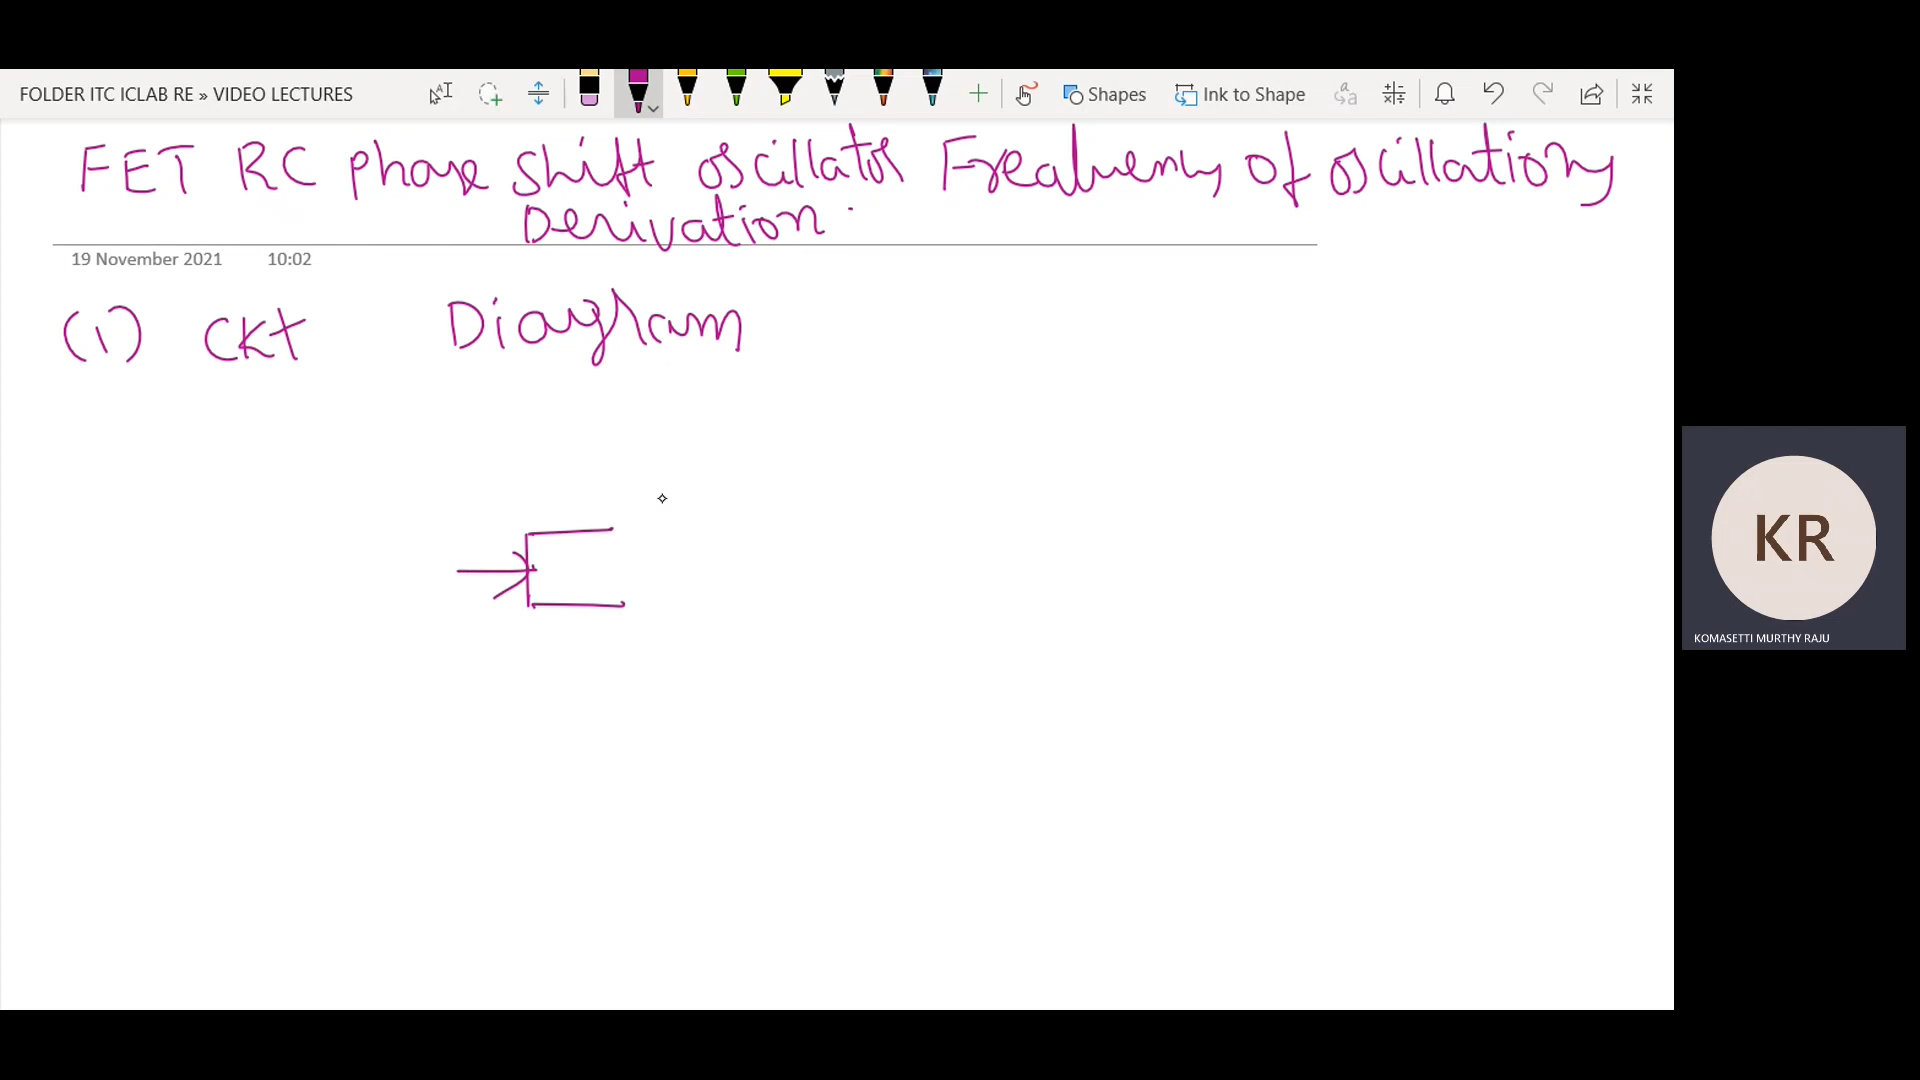 FOLDER ITC ICLAB RE » VIDEO LECTURES
Shapes
Ink to Shape
FET RC phase shift oscillator Frequency of oscillations
Derivation.
19 November 2021 10:02
(1) CKT Diagram
KR
KOMASETTI MURTHY RAJU